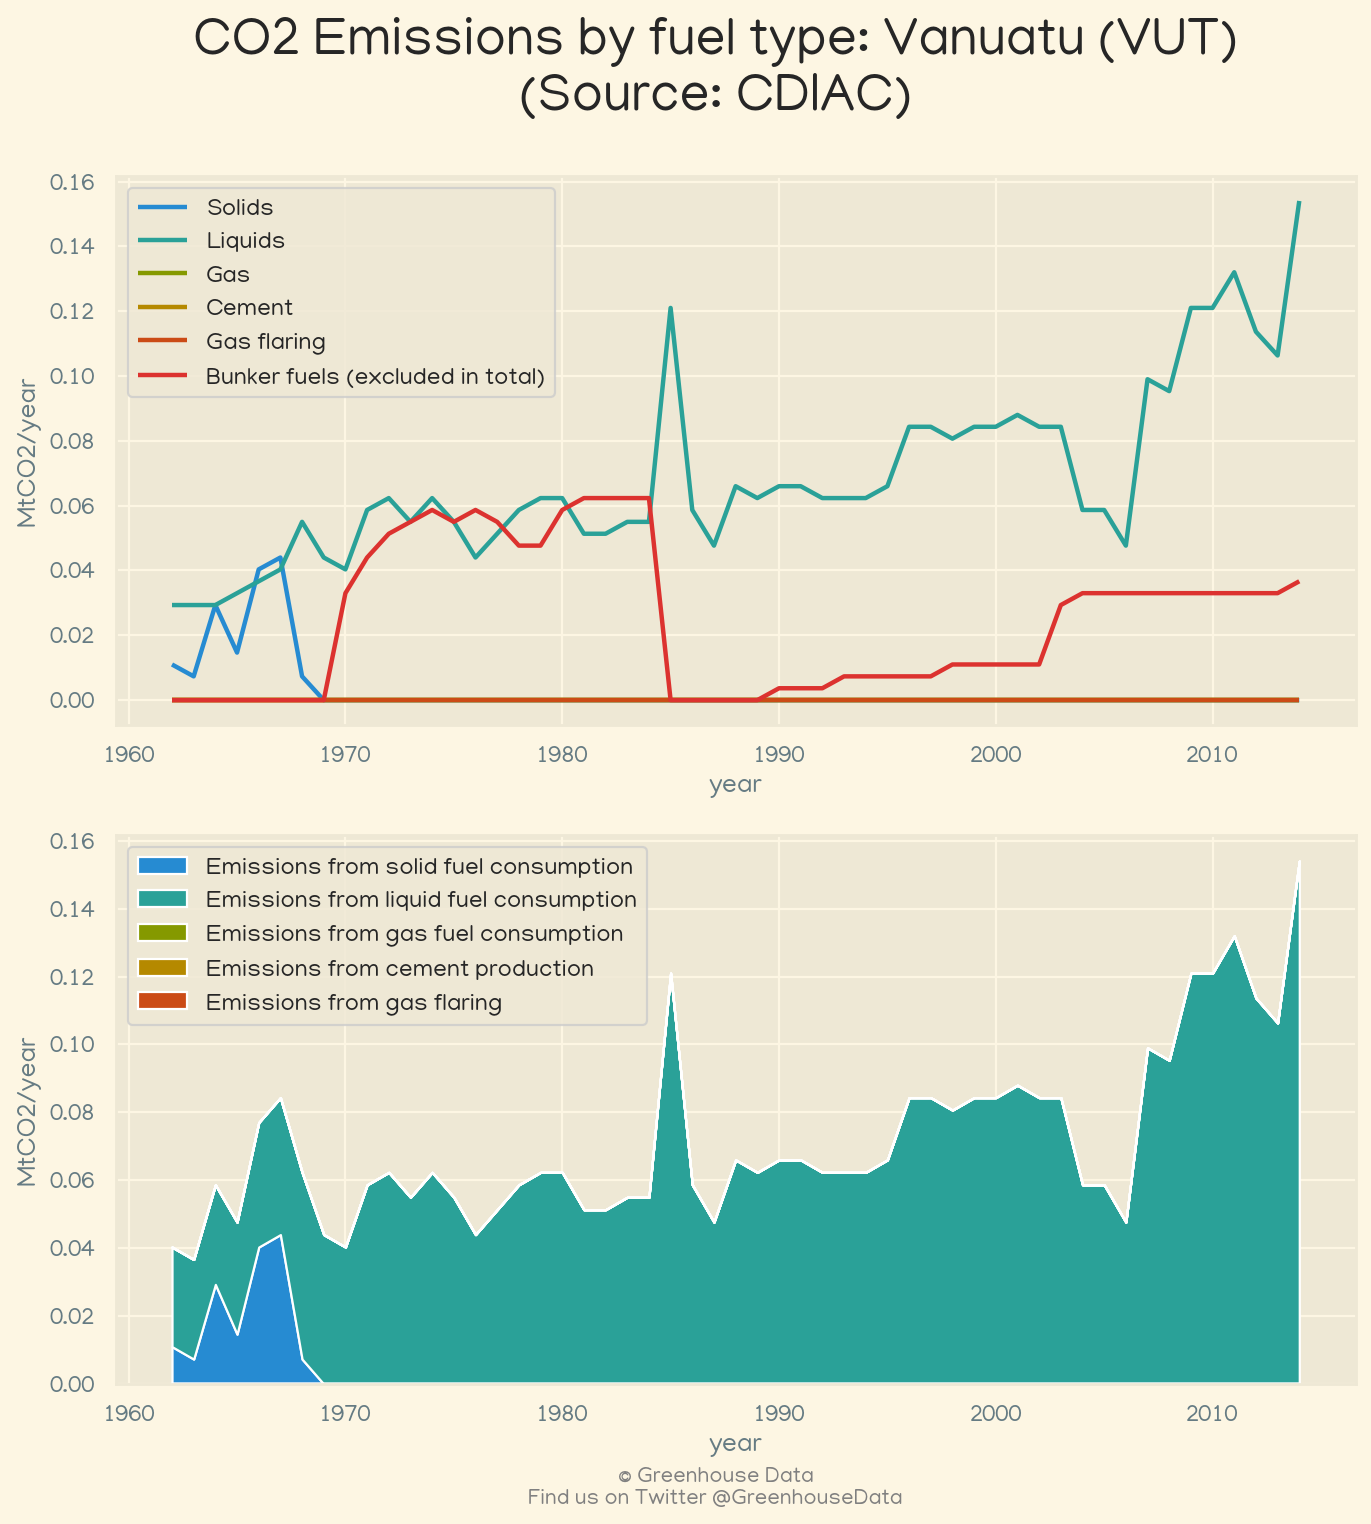 CO2 Emissions by fuel type: Vanuatu (VUT)
(Source: CDIAC)
0.16
0.14
0.12
0.10
0.08
0.06
0.04
0.02
0.00
MtCO2/year
Solids
Liquids
Gas
Cement
Gas flaring
Bunker fuels (excluded in total)
1960 1970 1980 1990 2000 2010
year
0.16
0.14
0.12
0.10
0.08
0.06
0.04
0.02
0.00
MtCO2/year
Emissions from solid fuel consumption
Emissions from liquid fuel consumption
Emissions from gas fuel consumption
Emissions from cement production
Emissions from gas flaring
1960 1970 1980 1990 2000 2010
year
© Greenhouse Data
Find us on Twitter @GreenhouseData